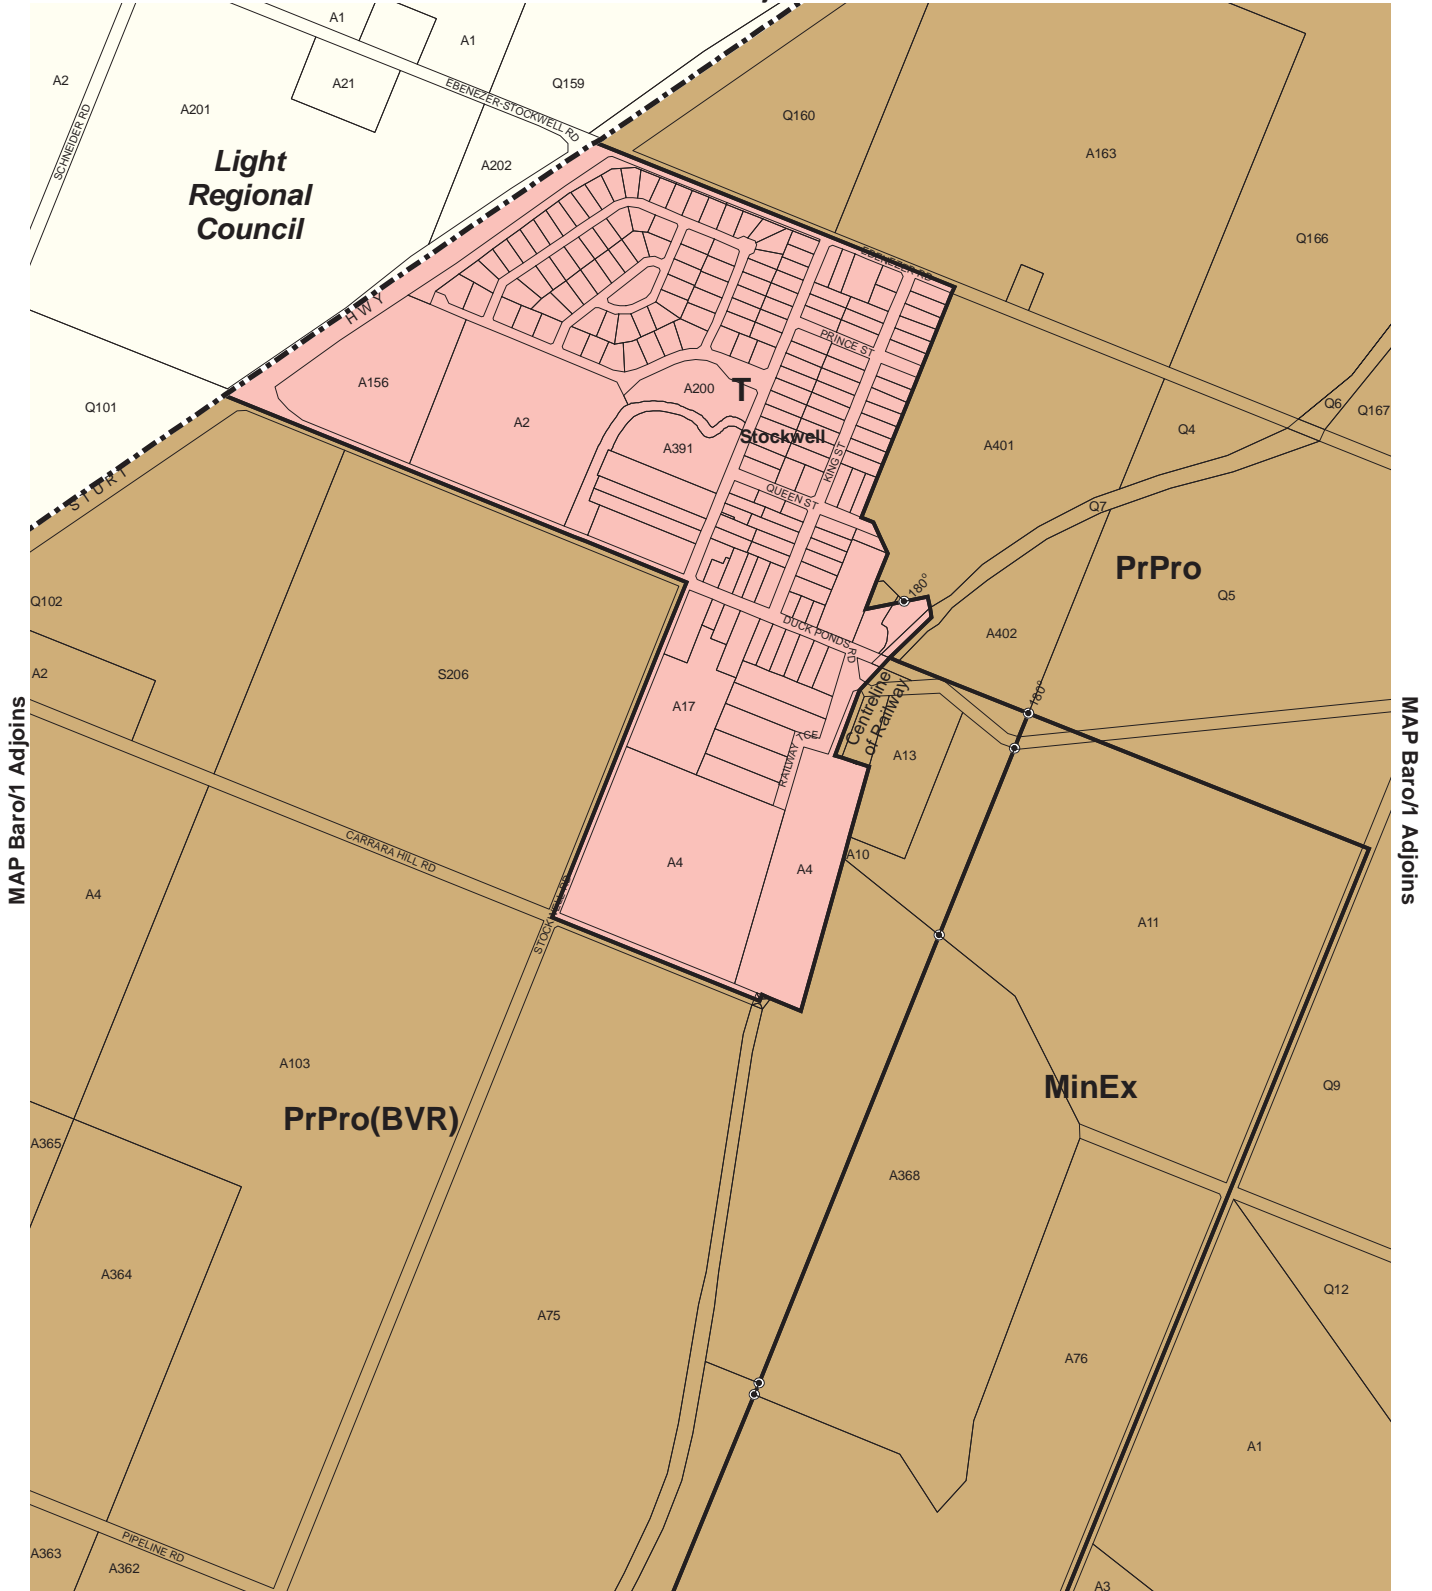 A1
A1
A2
A21
Q159
EBENEZER-STOCKWELL RD
A201
SCHNEIDER RD
Q160
A163
Light
Regional
Council
A202
Q166
EBENEZER RD
HWY
PRINCE ST
A156
A200
T
Q101
A2
Stockwell
Q6
Q167
Q4
A391
KING ST
A401
STURT
QUEEN ST
Q7
PrPro
180°
Q102
Q5
DUCK PONDS RD
A402
A2
S206
180°
A17
Centreline
of Railway
RAILWAY TCE
A13
MAP Baro/1 Adjoins
MAP Baro/1 Adjoins
CARRARA HILL RD
A4
A4
A10
A4
STOCKWELL RD
A11
A103
MinEx
Q9
PrPro(BVR)
A365
A368
A364
Q12
A75
A76
A1
PIPELINE RD
A363
A362
A3